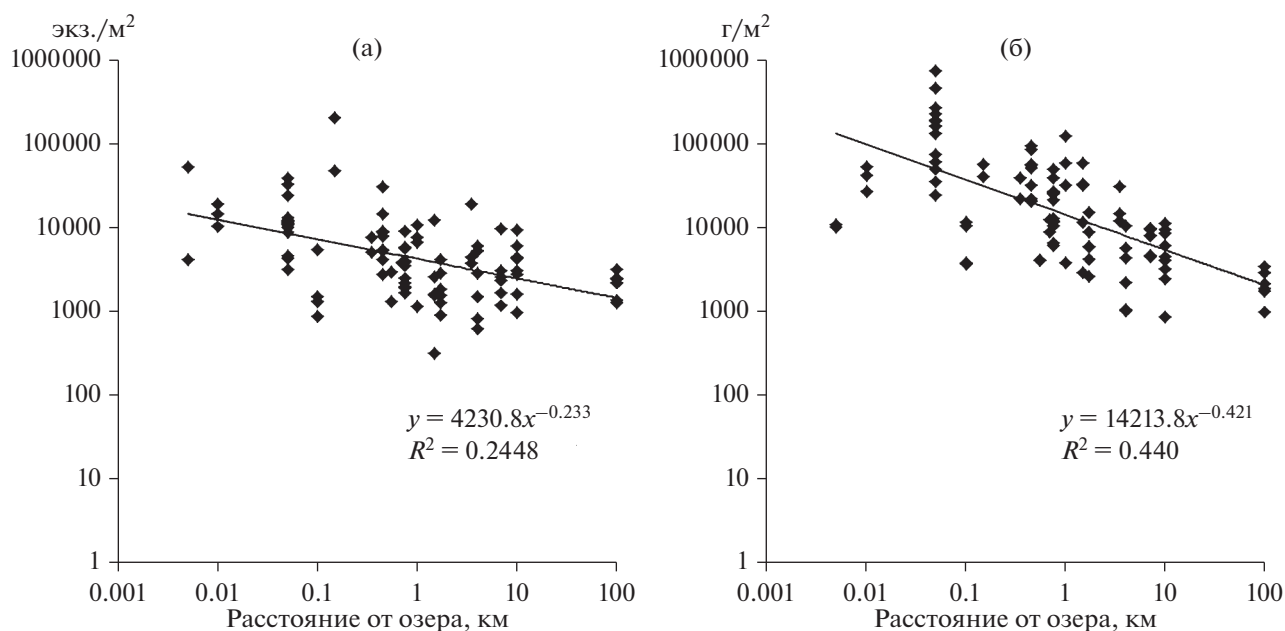 экз./м²
(а)
1000000
100000
10000
1000
100
10
1
0.001
0.01
0.1
1
10
100
Расстояние от озера, км
y = 4230.8x^−0.233
R² = 0.2448
г/м²
(б)
1000000
100000
10000
1000
100
10
1
0.001
0.01
0.1
1
10
100
Расстояние от озера, км
y = 14213.8x^−0.421
R² = 0.440